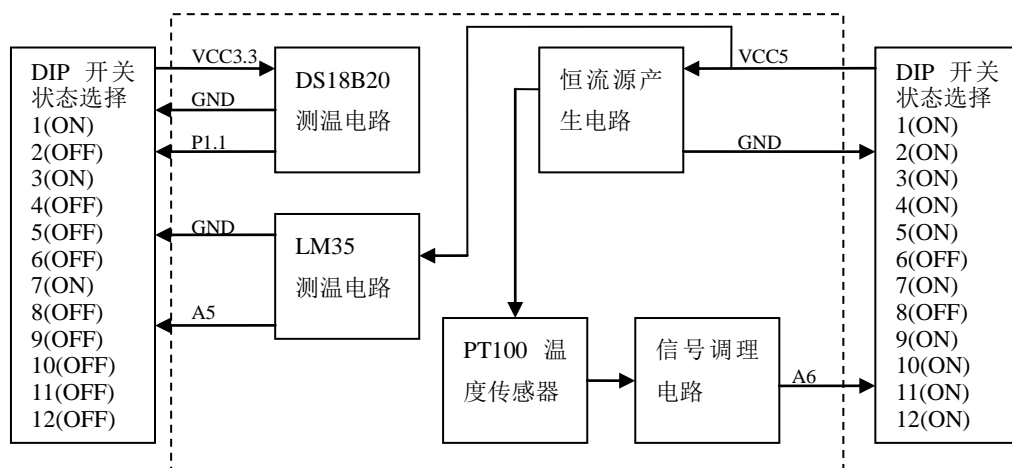 DIP 开关
状态选择
1(ON)
2(OFF)
3(ON)
4(OFF)
5(OFF)
6(OFF)
7(ON)
8(OFF)
9(OFF)
10(OFF)
11(OFF)
12(OFF)
VCC3.3
GND
P1.1
GND
A5
DS18B20
测温电路
LM35
测温电路
恒流源产
生电路
PT100 温
度传感器
信号调理
电路
VCC5
GND
A6
DIP 开关
状态选择
1(ON)
2(ON)
3(ON)
4(ON)
5(ON)
6(OFF)
7(ON)
8(OFF)
9(ON)
10(ON)
11(ON)
12(ON)